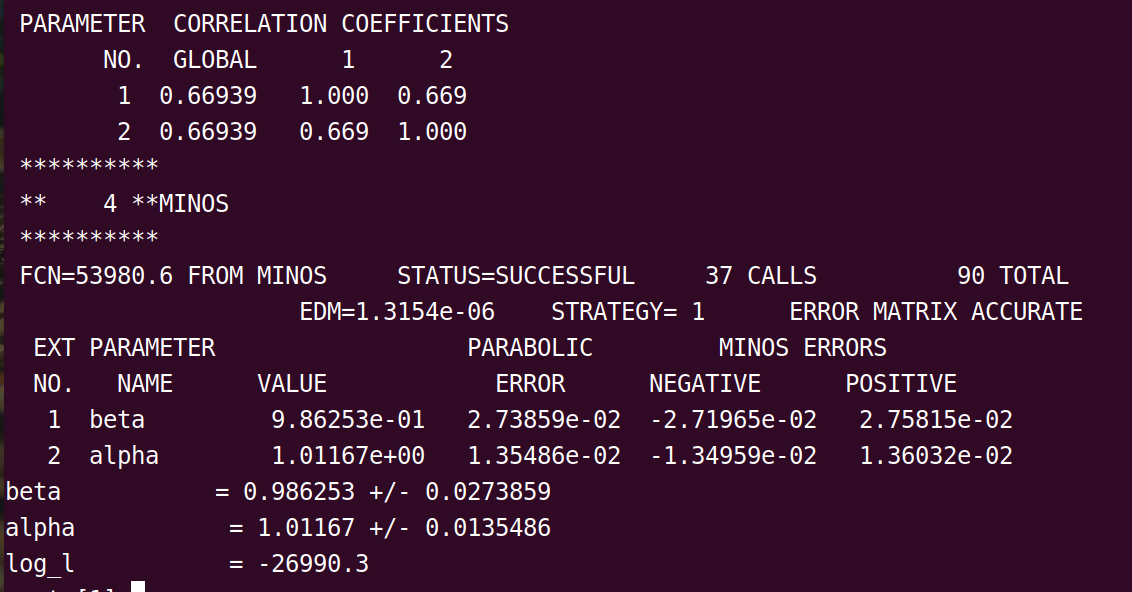 PARAMETER  CORRELATION COEFFICIENTS
NO.  GLOBAL      1      2
1  0.66939   1.000  0.669
2  0.66939   0.669  1.000
**********
**    4 **MINOS
**********
FCN=53980.6 FROM MINOS     STATUS=SUCCESSFUL     37 CALLS          90 TOTAL
EDM=1.3154e-06    STRATEGY= 1      ERROR MATRIX ACCURATE
EXT PARAMETER                  PARABOLIC         MINOS ERRORS
NO.   NAME      VALUE            ERROR      NEGATIVE      POSITIVE
1  beta         9.86253e-01   2.73859e-02  -2.71965e-02   2.75815e-02
2  alpha        1.01167e+00   1.35486e-02  -1.34959e-02   1.36032e-02
beta           = 0.986253 +/- 0.0273859
alpha           = 1.01167 +/- 0.0135486
log_l           = -26990.3